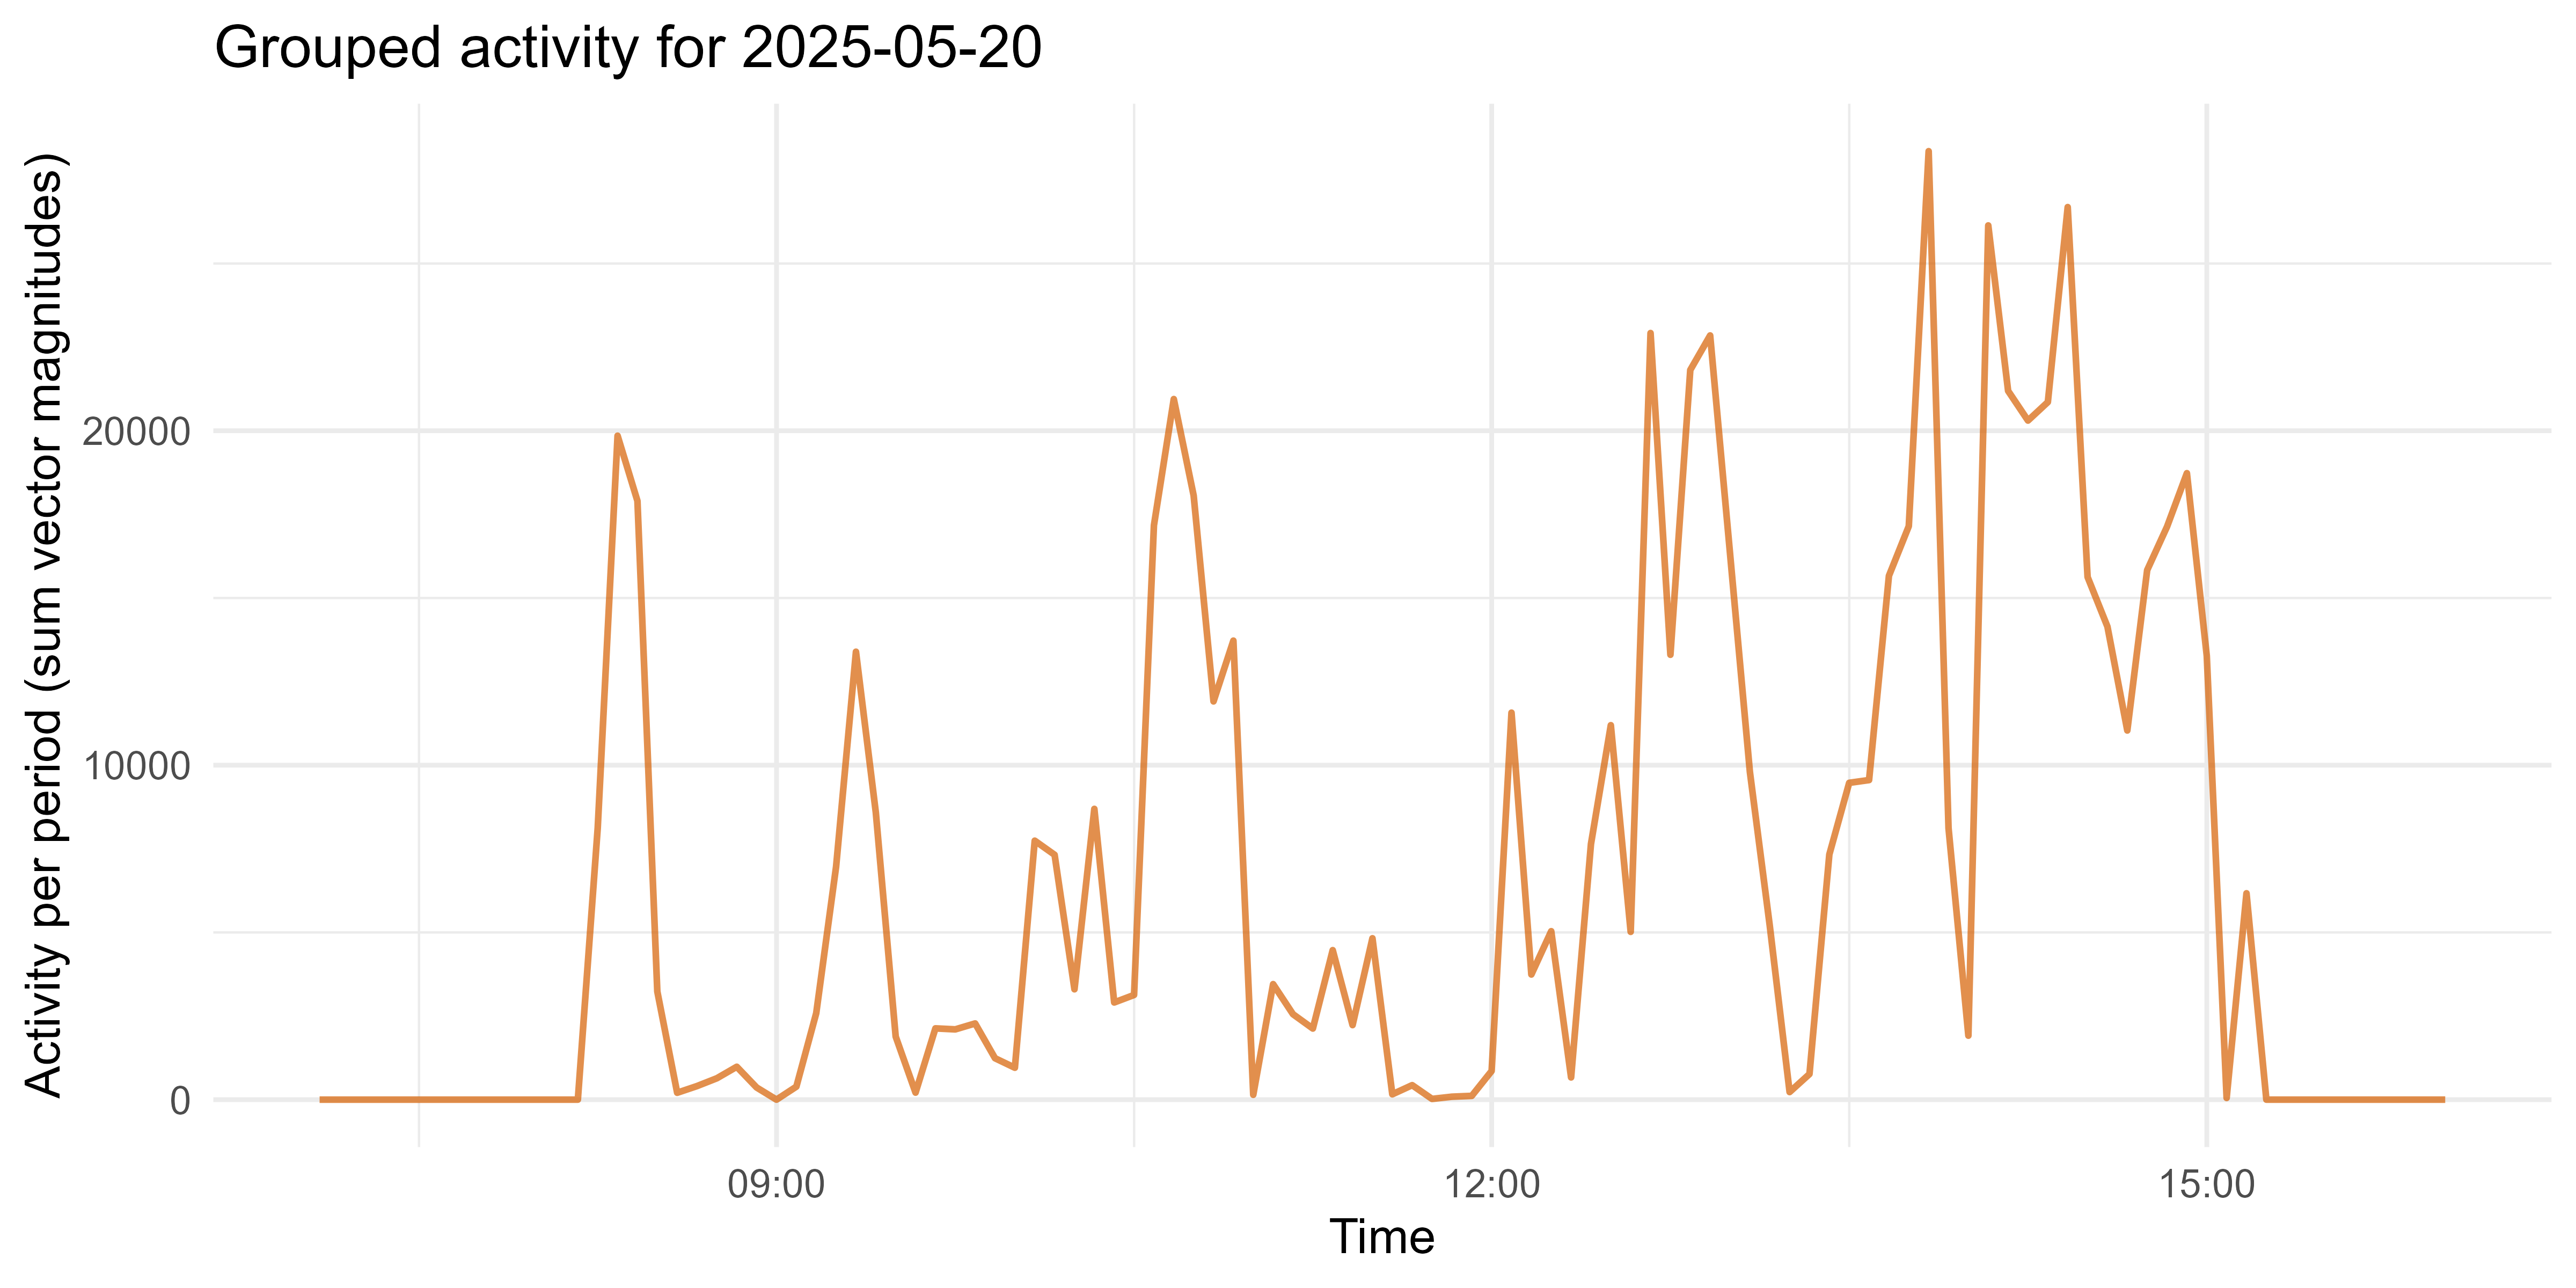 Grouped activity for 2025-05-20
Activity per period (sum vector magnitudes)
20000
10000
0
09:00
12:00
15:00
Time